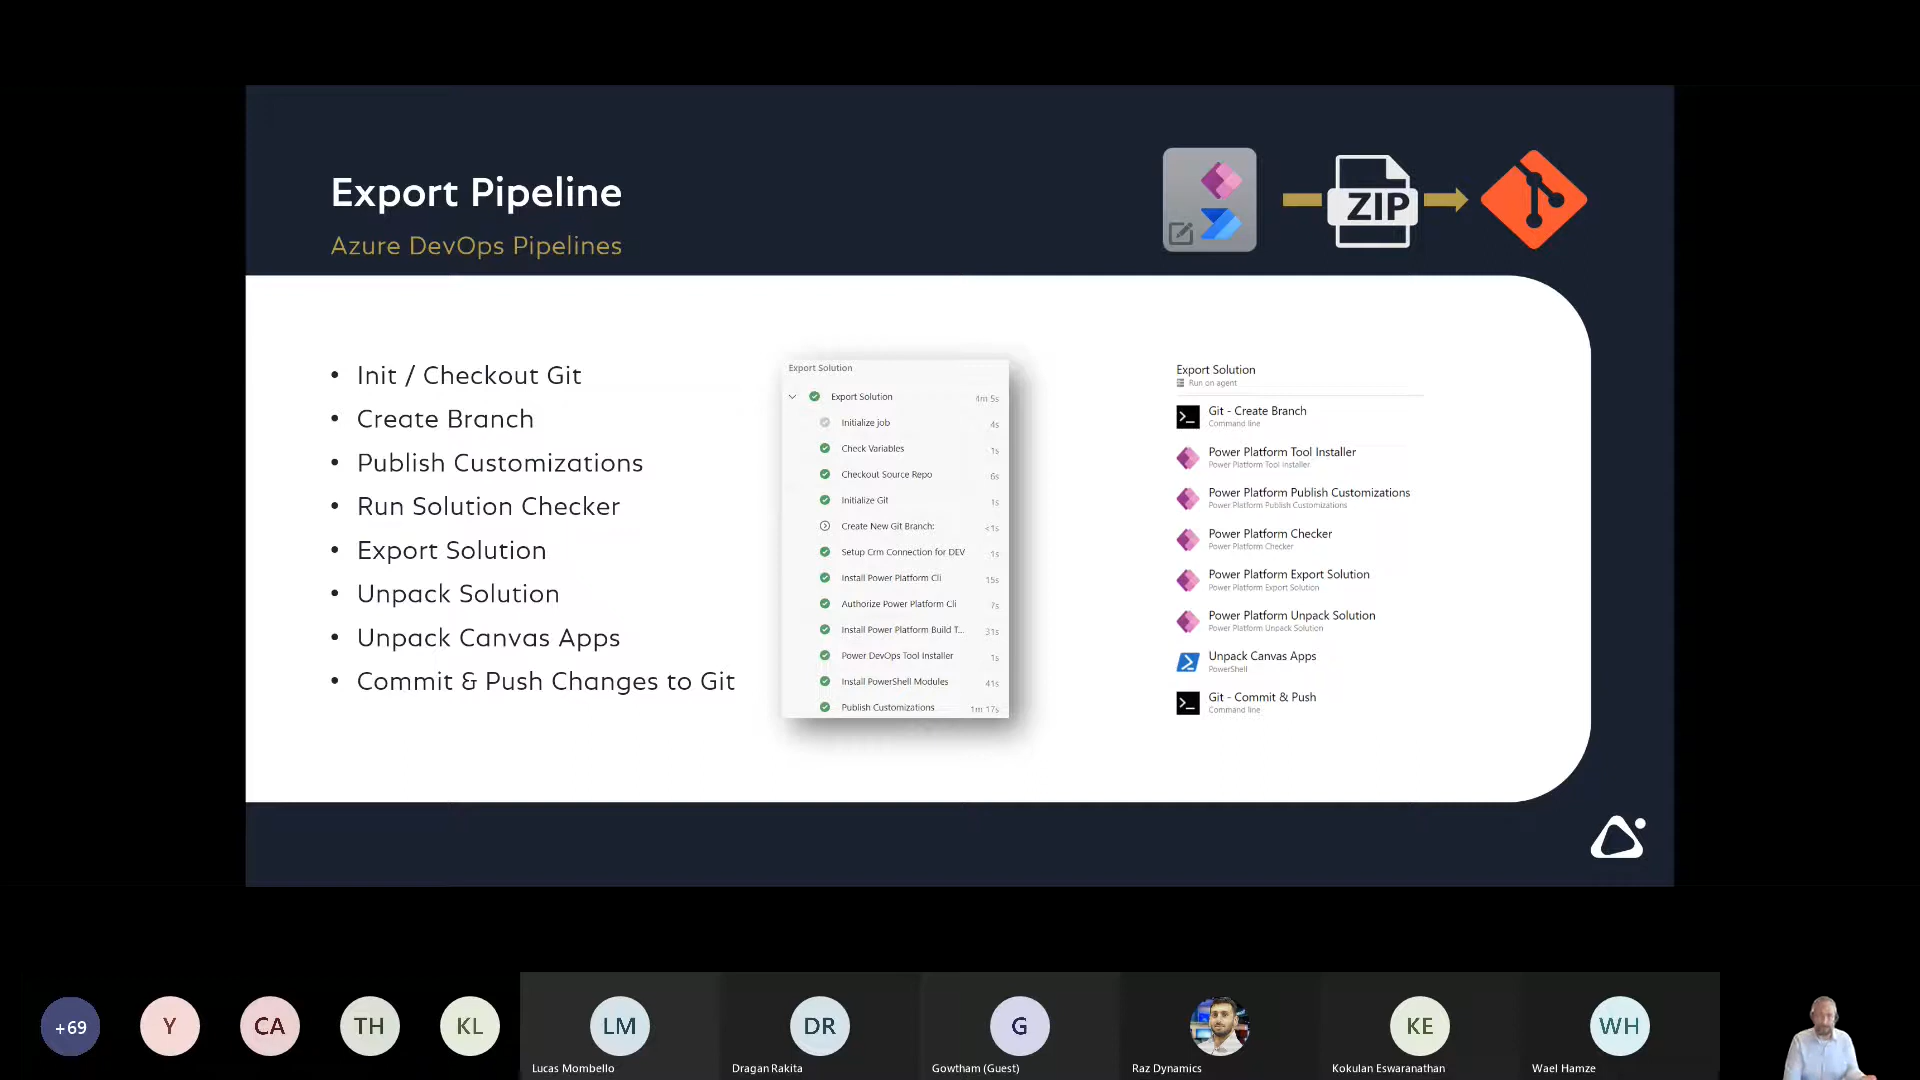 Export Pipeline
Azure DevOps Pipelines
ZIP
• Init / Checkout Git
• Create Branch
• Publish Customizations
• Run Solution Checker
• Export Solution
• Unpack Solution
• Unpack Canvas Apps
• Commit & Push Changes to Git
Export Solution
Export Solution 4m 5s
Initialize job 4s
Check Variables 1s
Checkout Source Repo 6s
Initialize Git 1s
Create New Git Branch: <1s
Setup Crm Connection for DEV 1s
Install Power Platform Cli 15s
Authorize Power Platform Cli 7s
Install Power Platform Build T... 31s
Power DevOps Tool Installer 1s
Install PowerShell Modules 41s
Publish Customizations 1m 17s
Export Solution
Run on agent
Git - Create Branch
Command line
Power Platform Tool Installer
Power Platform Tool Installer
Power Platform Publish Customizations
Power Platform Publish Customizations
Power Platform Checker
Power Platform Checker
Power Platform Export Solution
Power Platform Export Solution
Power Platform Unpack Solution
Power Platform Unpack Solution
Unpack Canvas Apps
PowerShell
Git - Commit & Push
Command line
+69
Y
CA
TH
KL
LM
DR
G
KE
WH
Lucas Mombello
Dragan Rakita
Gowtham (Guest)
Raz Dynamics
Kokulan Eswaranathan
Wael Hamze